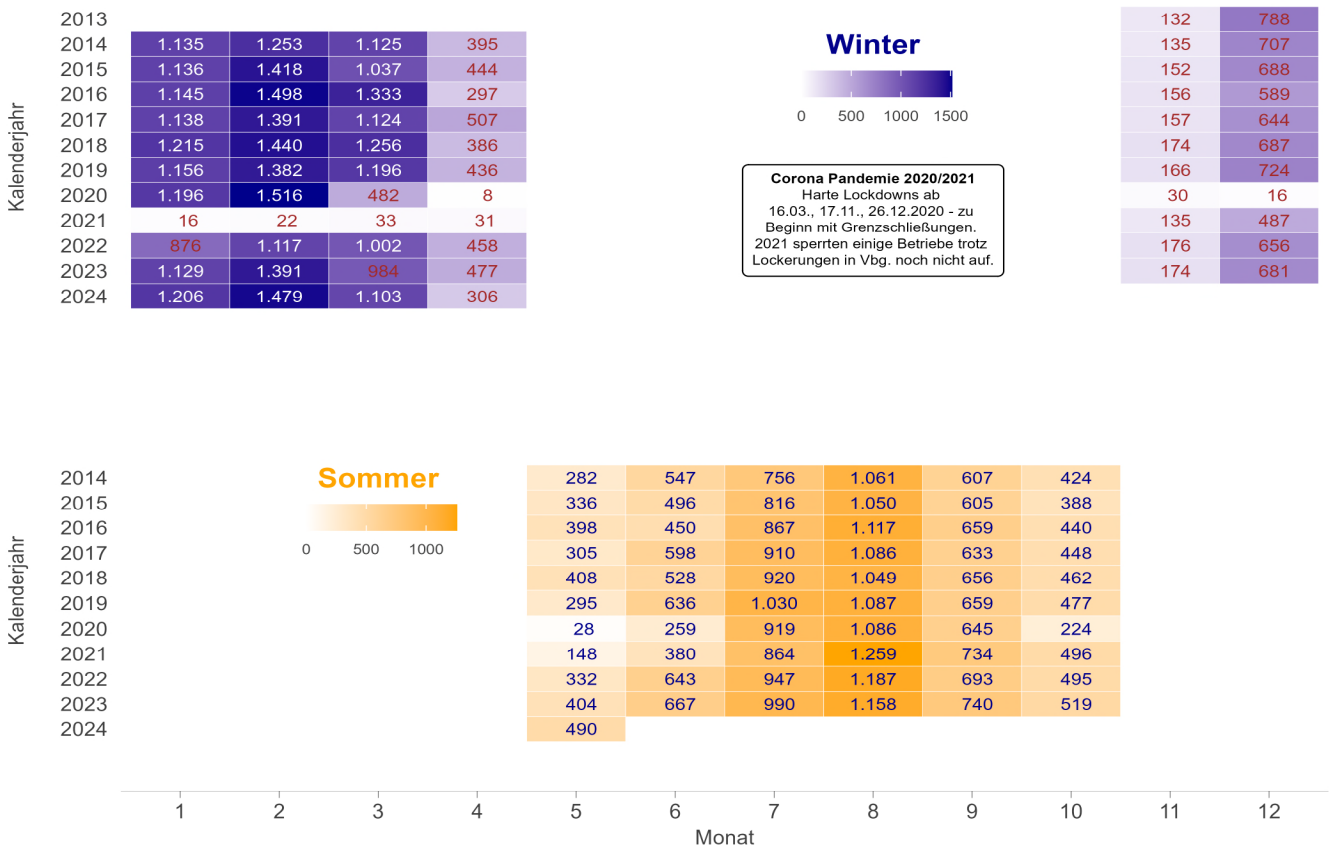 2013 132 788
2014 1.135 1.253 1.125 395 135 707
2015 1.136 1.418 1.037 444 152 688
2016 1.145 1.498 1.333 297 156 589
2017 1.138 1.391 1.124 507 157 644
2018 1.215 1.440 1.256 386 174 687
2019 1.156 1.382 1.196 436 166 724
2020 1.196 1.516 482 8 30 16
2021 16 22 33 31 135 487
2022 876 1.117 1.002 458 176 656
2023 1.129 1.391 984 477 174 681
2024 1.206 1.479 1.103 306
Kalenderjahr
Winter
0 500 1000 1500
Corona Pandemie 2020/2021
Harte Lockdowns ab
16.03., 17.11., 26.12.2020 - zu
Beginn mit Grenzschließungen.
2021 sperrten einige Betriebe trotz
Lockerungen in Vbg. noch nicht auf.
Sommer
0 500 1000
Kalenderjahr
2014 282 547 756 1.061 607 424
2015 336 496 816 1.050 605 388
2016 398 450 867 1.117 659 440
2017 305 598 910 1.086 633 448
2018 408 528 920 1.049 656 462
2019 295 636 1.030 1.087 659 477
2020 28 259 919 1.086 645 224
2021 148 380 864 1.259 734 496
2022 332 643 947 1.187 693 495
2023 404 667 990 1.158 740 519
2024 490
1 2 3 4 5 6 7 8 9 10 11 12
Monat